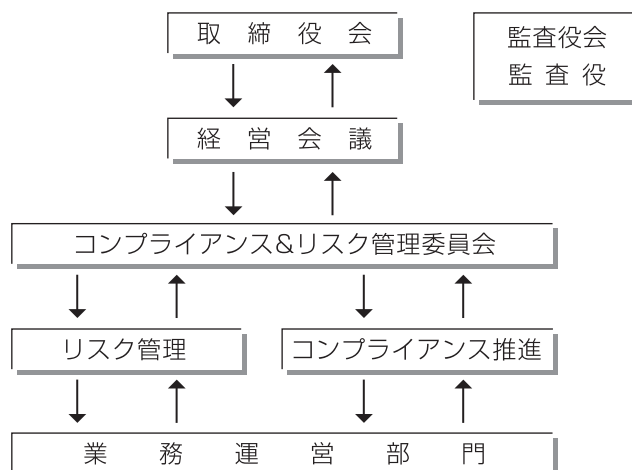 取締役会
監査役会
監査役
経営会議
コンプライアンス&リスク管理委員会
リスク管理
コンプライアンス推進
業務運営部門